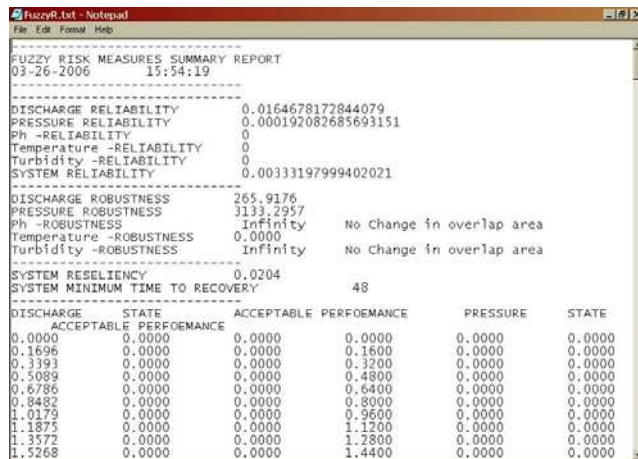 FuzzyR.txt - Notepad
File Edit Format Help
--------------------------------
FUZZY RISK MEASURES SUMMARY REPORT
03-26-2006 15:54:19
--------------------------------
--------------------------------
DISCHARGE RELIABILITY 0.0164678172844079
PRESSURE RELIABILITY 0.000192082685693151
Ph -RELIABILITY 0
Temperature -RELIABILITY 0
Turbidity -RELIABILITY 0
SYSTEM RELIABILITY 0.00333197999402021
--------------------------------
DISCHARGE ROBUSTNESS 265.9176
PRESSURE ROBUSTNESS 3133.2957
Ph -ROBUSTNESS Infinity No Change in overlap area
Temperature -ROBUSTNESS 0.0000
Turbidity -ROBUSTNESS Infinity No Change in overlap area
--------------------------------
SYSTEM RESELIENCY 0.0204
SYSTEM MINIMUM TIME TO RECOVERY 48
--------------------------------
DISCHARGE STATE ACCEPTABLE PERFOEMANCE PRESSURE STATE
ACCEPTABLE PERFOEMANCE
0.0000 0.0000 0.0000 0.0000 0.0000 0.0000
0.1696 0.0000 0.0000 0.1600 0.0000 0.0000
0.3393 0.0000 0.0000 0.3200 0.0000 0.0000
0.5089 0.0000 0.0000 0.4800 0.0000 0.0000
0.6786 0.0000 0.0000 0.6400 0.0000 0.0000
0.8482 0.0000 0.0000 0.8000 0.0000 0.0000
1.0179 0.0000 0.0000 0.9600 0.0000 0.0000
1.1875 0.0000 0.0000 1.1200 0.0000 0.0000
1.3572 0.0000 0.0000 1.2800 0.0000 0.0000
1.5268 0.0000 0.0000 1.4400 0.0000 0.0000